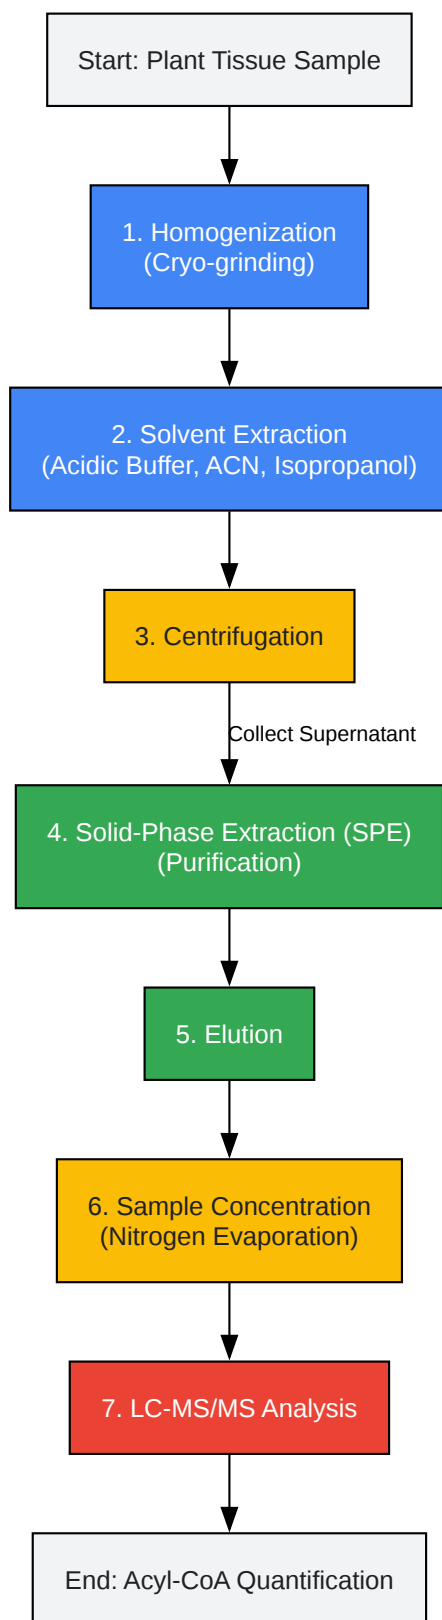 Start: Plant Tissue Sample
1. Homogenization
(Cryo-grinding)
2. Solvent Extraction
(Acidic Buffer, ACN, Isopropanol)
3. Centrifugation
Collect Supernatant
4. Solid-Phase Extraction (SPE)
(Purification)
5. Elution
6. Sample Concentration
(Nitrogen Evaporation)
7. LC-MS/MS Analysis
End: Acyl-CoA Quantification